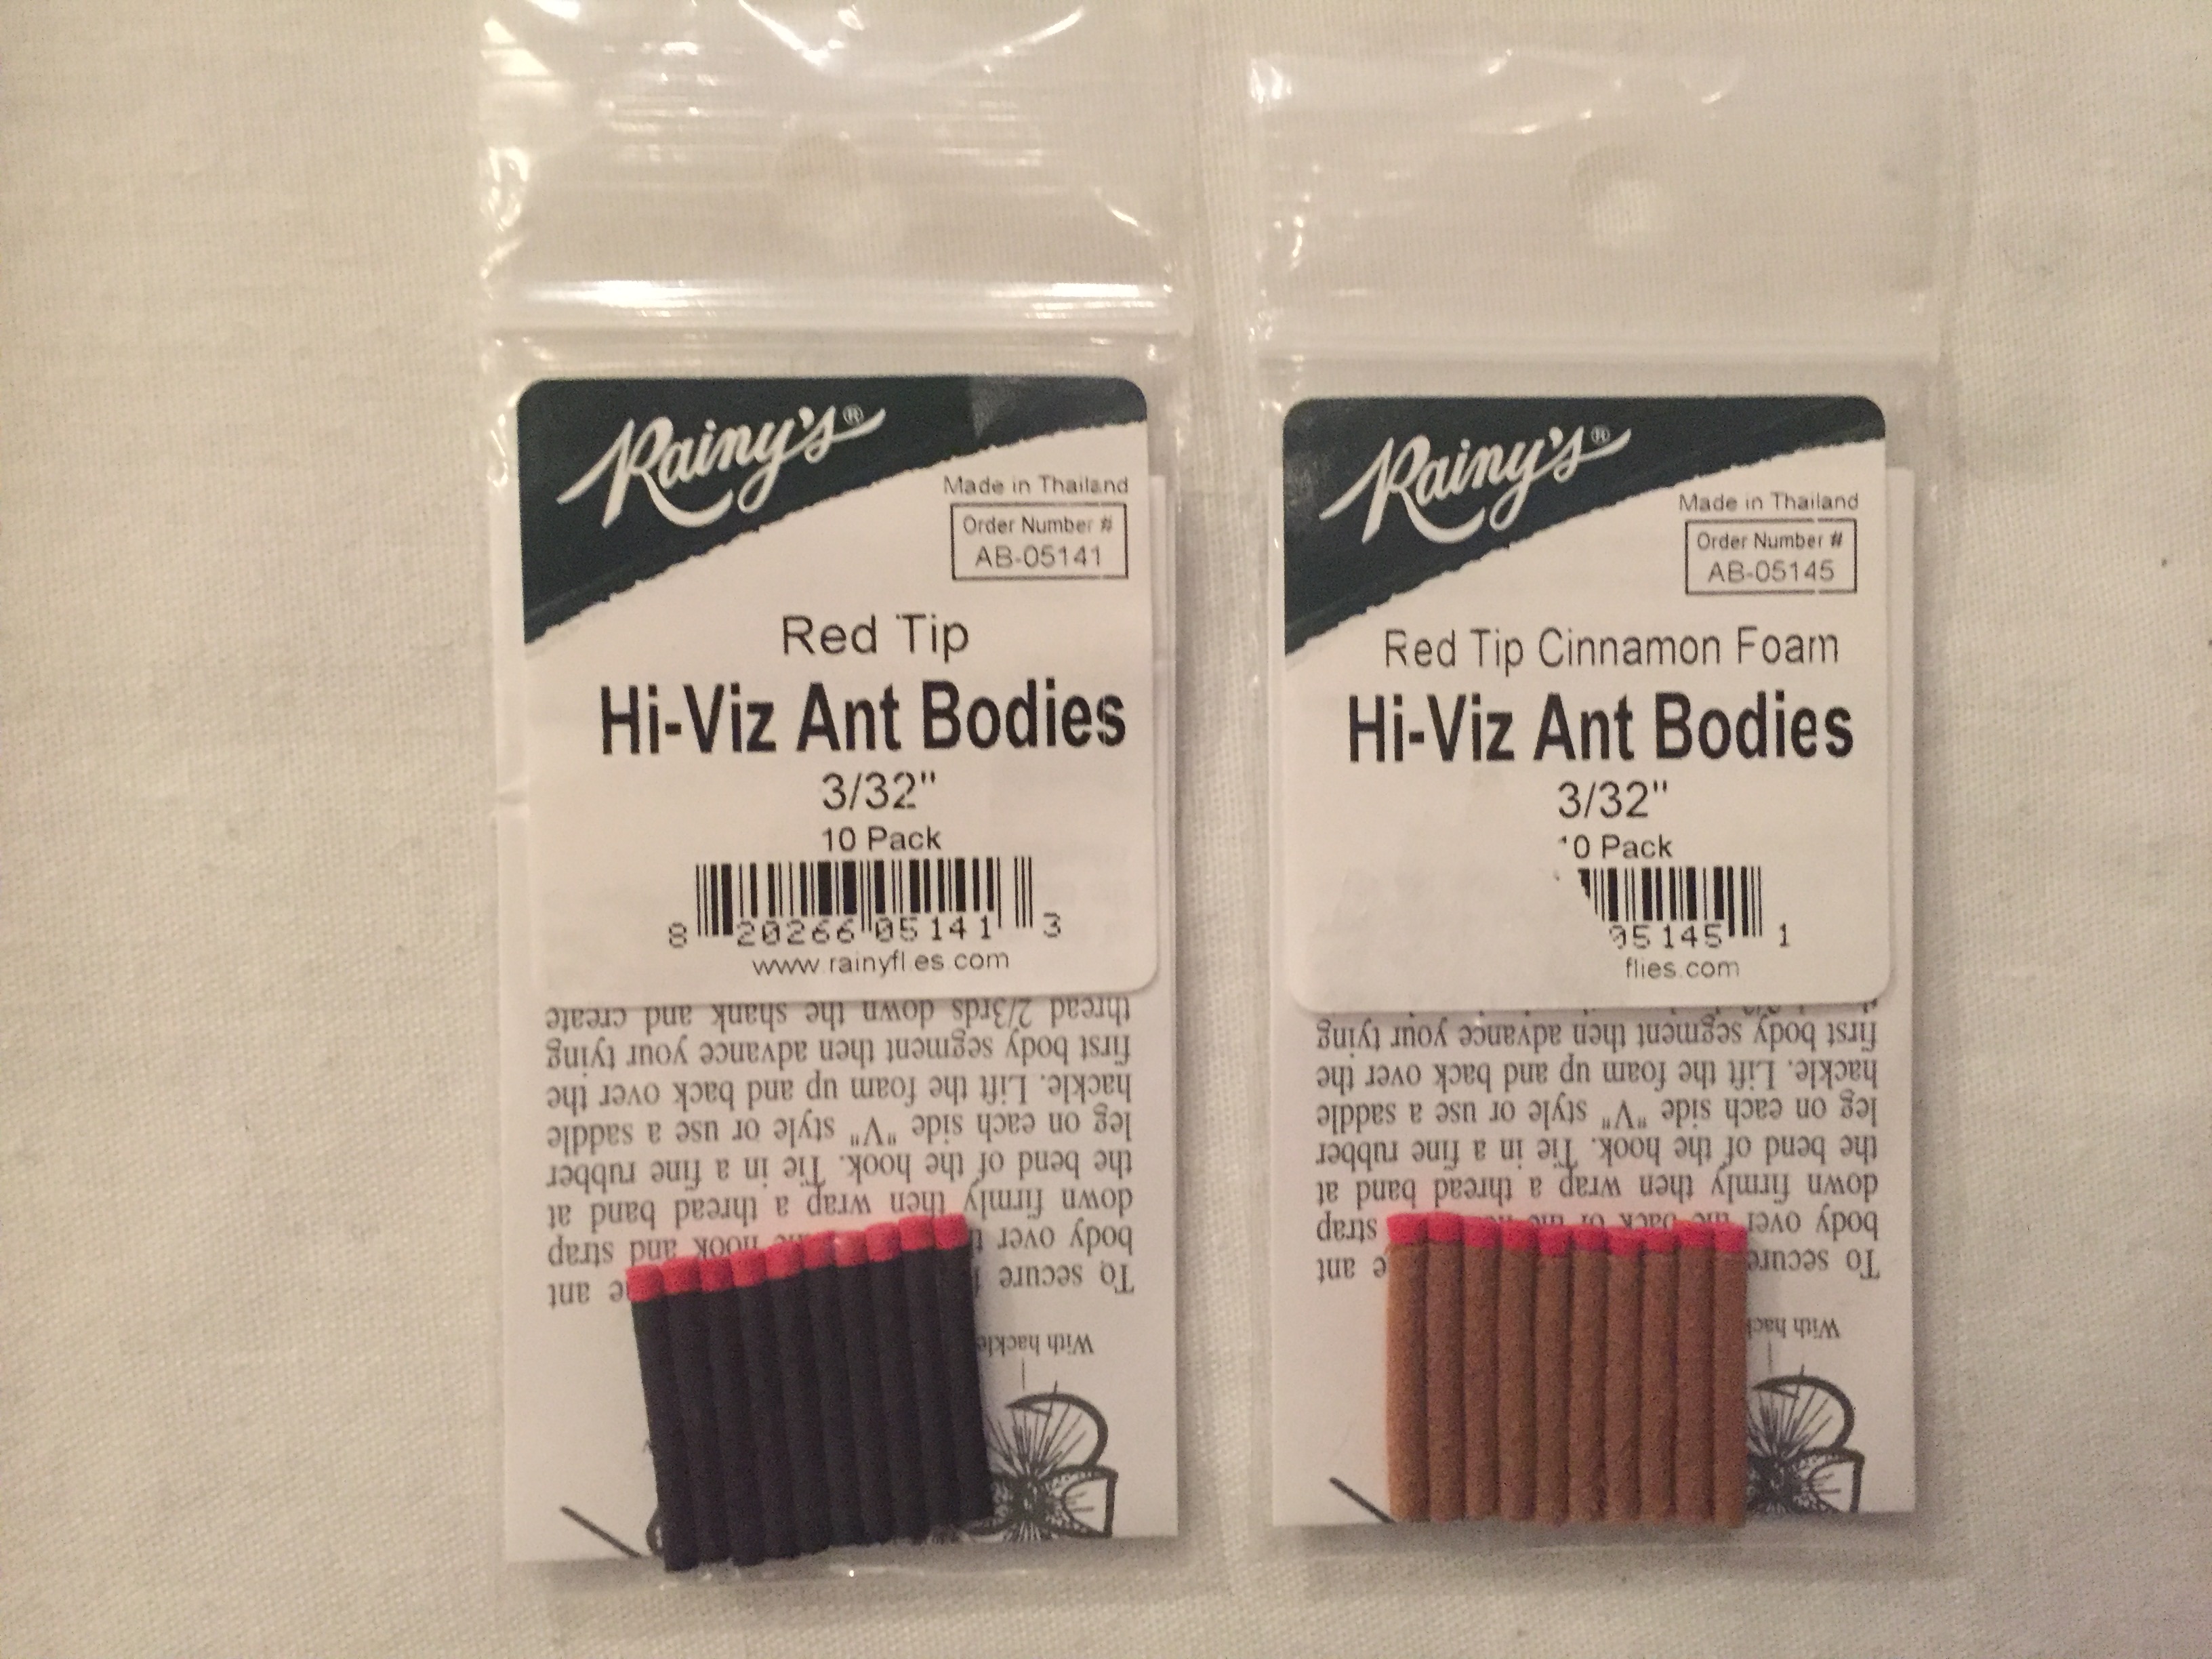 Rainy's®
Made in Thailand
Order Number #
AB-05141
Red Tip
Hi-Viz Ant Bodies
3/32"
10 Pack
8 20266 05141 3
www.rainyflies.com
To secure ant
body over hook and strap
down firmly then wrap a thread band at
the bend of the hook. Tie in a fine rubber
leg on each side "V" style or use a saddle
hackle. Lift the foam up and back over the
first body segment then advance your tying
thread 2/3rds down the shank and create
With hackle
Rainy's®
Made in Thailand
Order Number #
AB-05145
Red Tip Cinnamon Foam
Hi-Viz Ant Bodies
3/32"
10 Pack
05145 1
flies.com
To secure ant
body over the back of the strap
down firmly then wrap a thread band at
the bend of the hook. Tie in a fine rubber
leg on each side "V" style or use a saddle
hackle. Lift the foam up and back over the
first body segment then advance your tying
With